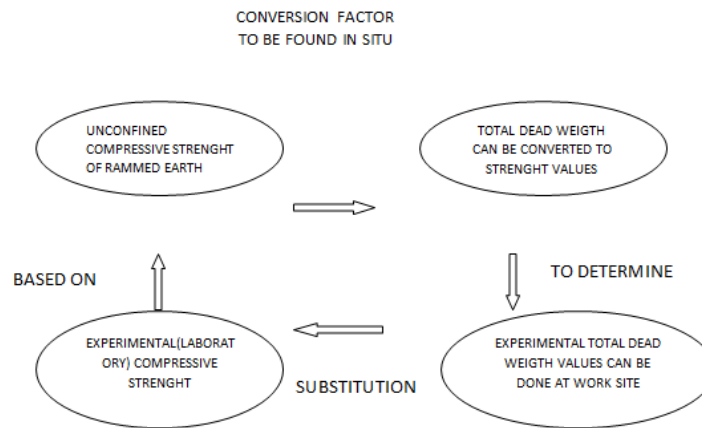 CONVERSION FACTOR
TO BE FOUND IN SITU
UNCONFINED
COMPRESSIVE STRENGHT
OF RAMMED EARTH
TOTAL DEAD WEIGTH
CAN BE CONVERTED TO
STRENGHT VALUES
BASED ON
TO DETERMINE
EXPERIMENTAL(LABORAT
ORY) COMPRESSIVE
STRENGHT
SUBSTITUTION
EXPERIMENTAL TOTAL DEAD
WEIGTH VALUES CAN BE
DONE AT WORK SITE